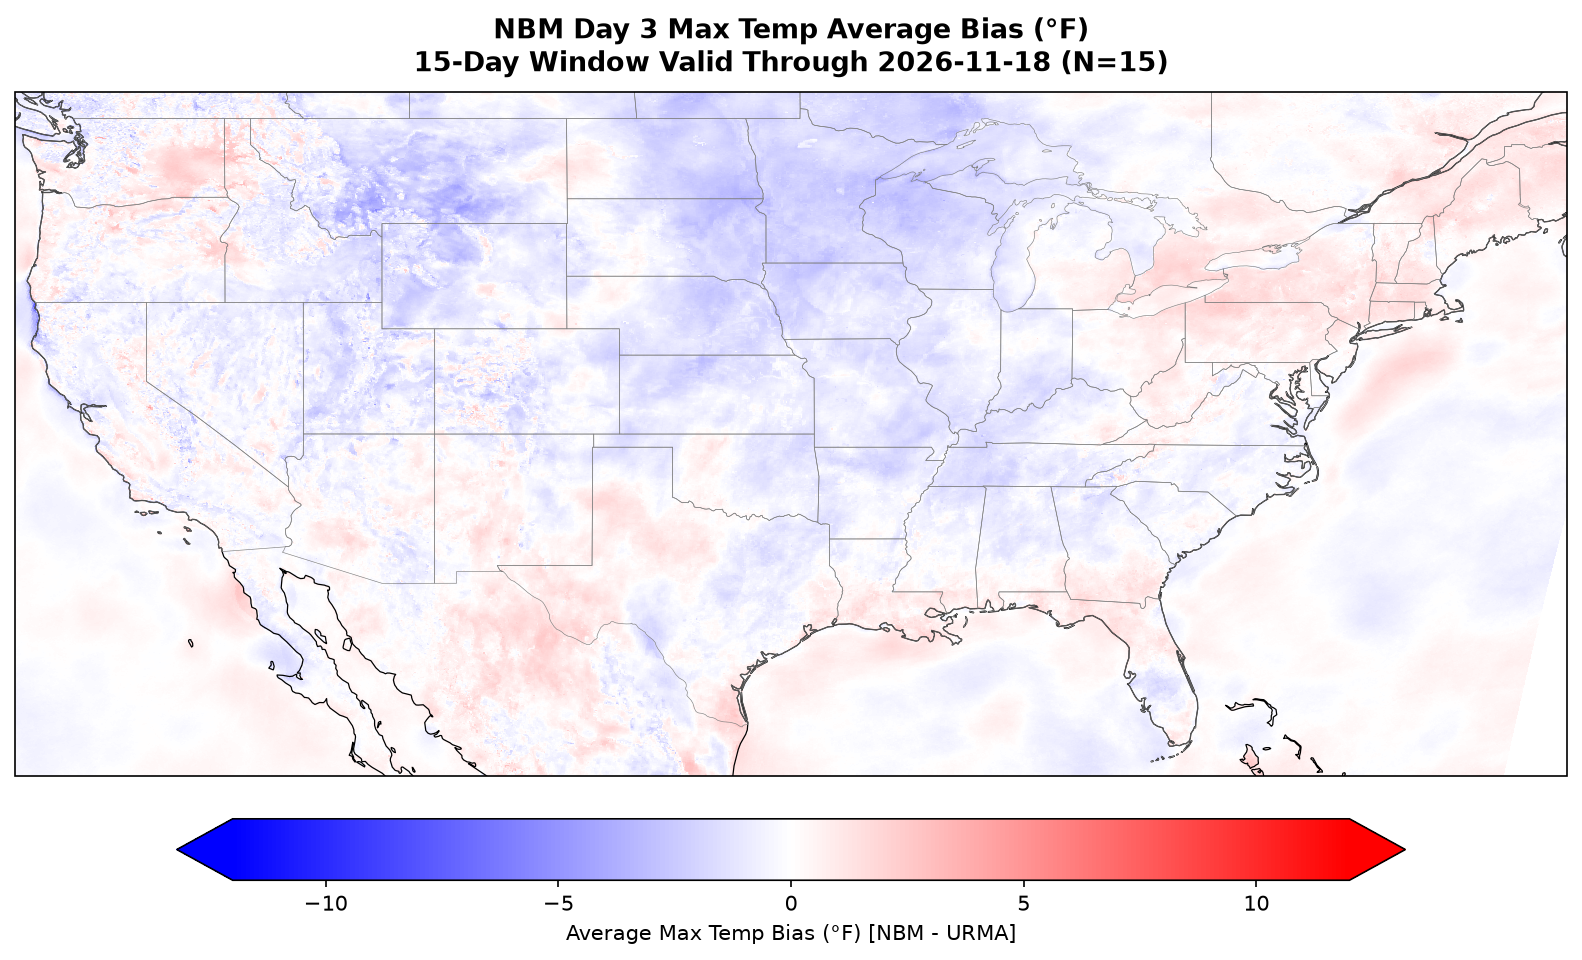 NBM Day 3 Max Temp Average Bias (°F)
15-Day Window Valid Through 2026-11-18 (N=15)
−10 −5 0 5 10
Average Max Temp Bias (°F) [NBM - URMA]